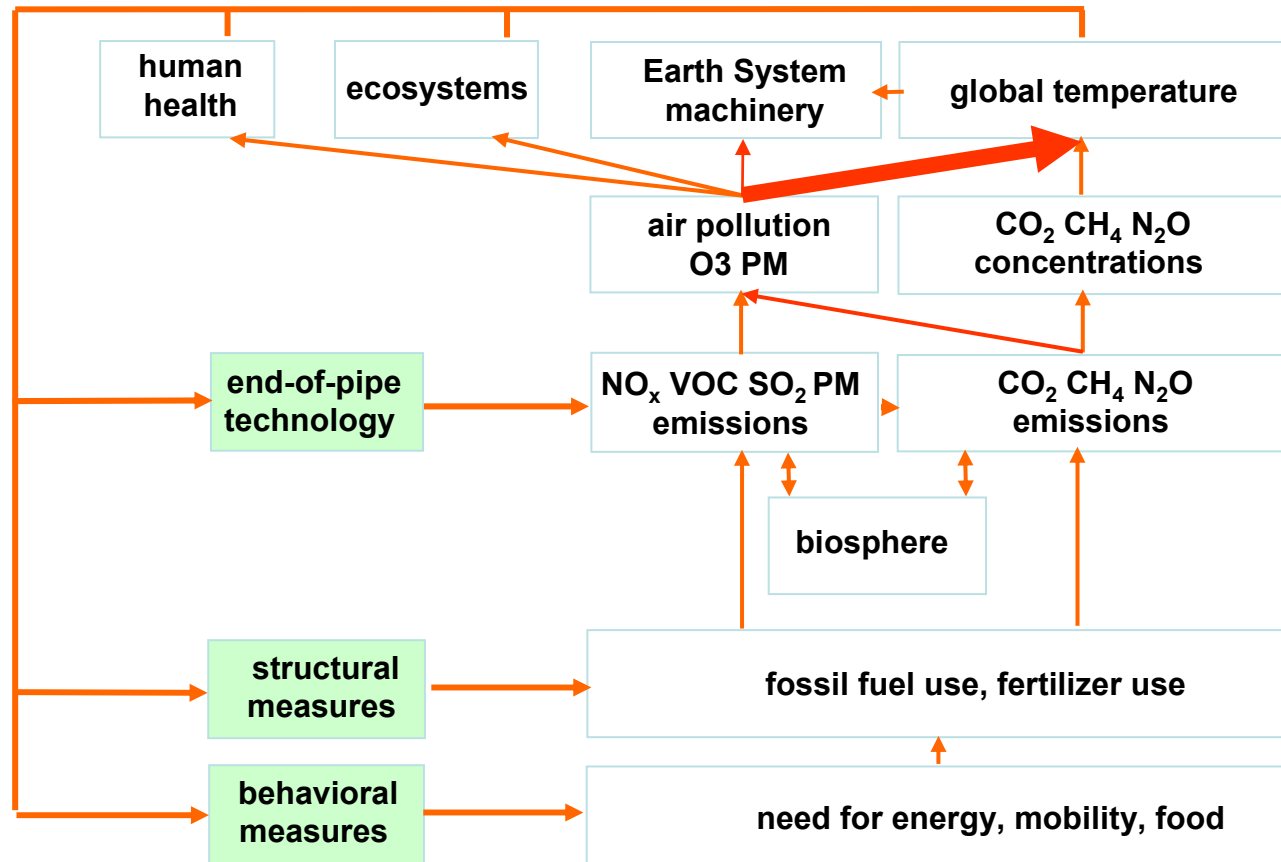 human
health
ecosystems
Earth System
machinery
global temperature
air pollution
O3 PM
CO₂ CH₄ N₂O
concentrations
end-of-pipe
technology
NOₓ VOC SO₂ PM
emissions
CO₂ CH₄ N₂O
emissions
biosphere
structural
measures
fossil fuel use, fertilizer use
behavioral
measures
need for energy, mobility, food